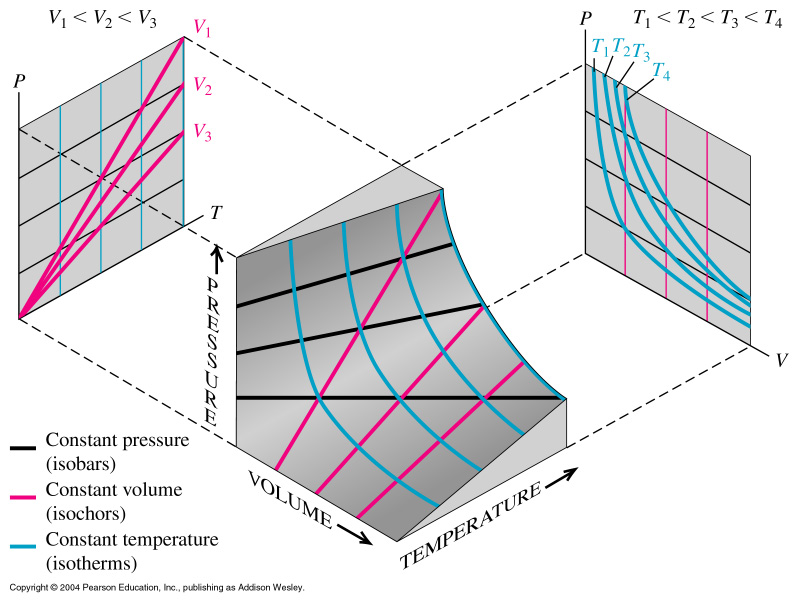 V1 < V2 < V3
V1
P
V2
V3
T
P
T1 < T2 < T3 < T4
T1 T2 T3
T4
V
PRESSURE
VOLUME
TEMPERATURE
Constant pressure
(isobars)
Constant volume
(isochors)
Constant temperature
(isotherms)
Copyright © 2004 Pearson Education, Inc., publishing as Addison Wesley.